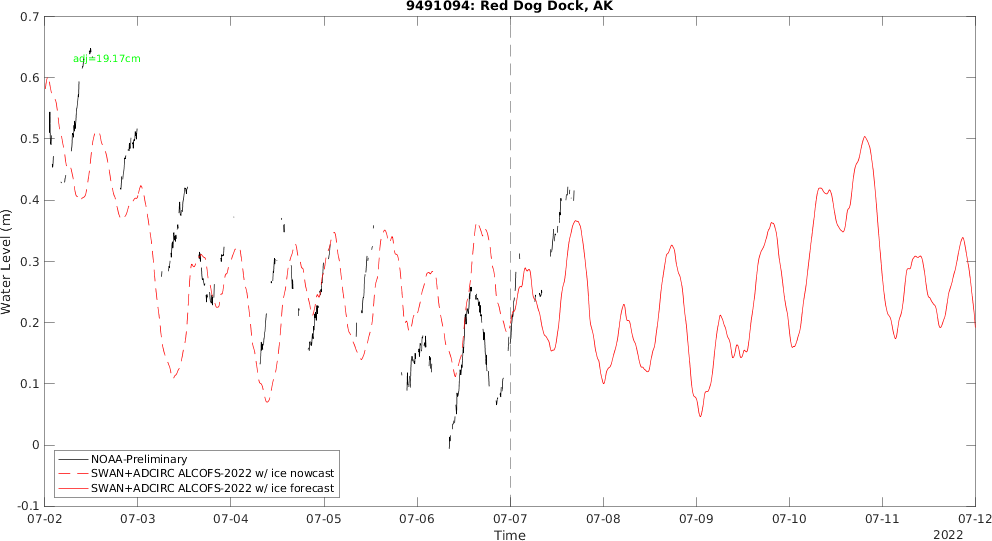 9491094: Red Dog Dock, AK
adj=19.17cm
Water Level (m)
0.7
0.6
0.5
0.4
0.3
0.2
0.1
0
-0.1
NOAA-Preliminary
SWAN+ADCIRC ALCOFS-2022 w/ ice nowcast
SWAN+ADCIRC ALCOFS-2022 w/ ice forecast
07-02 07-03 07-04 07-05 07-06 07-07 07-08 07-09 07-10 07-11 07-12
Time
2022